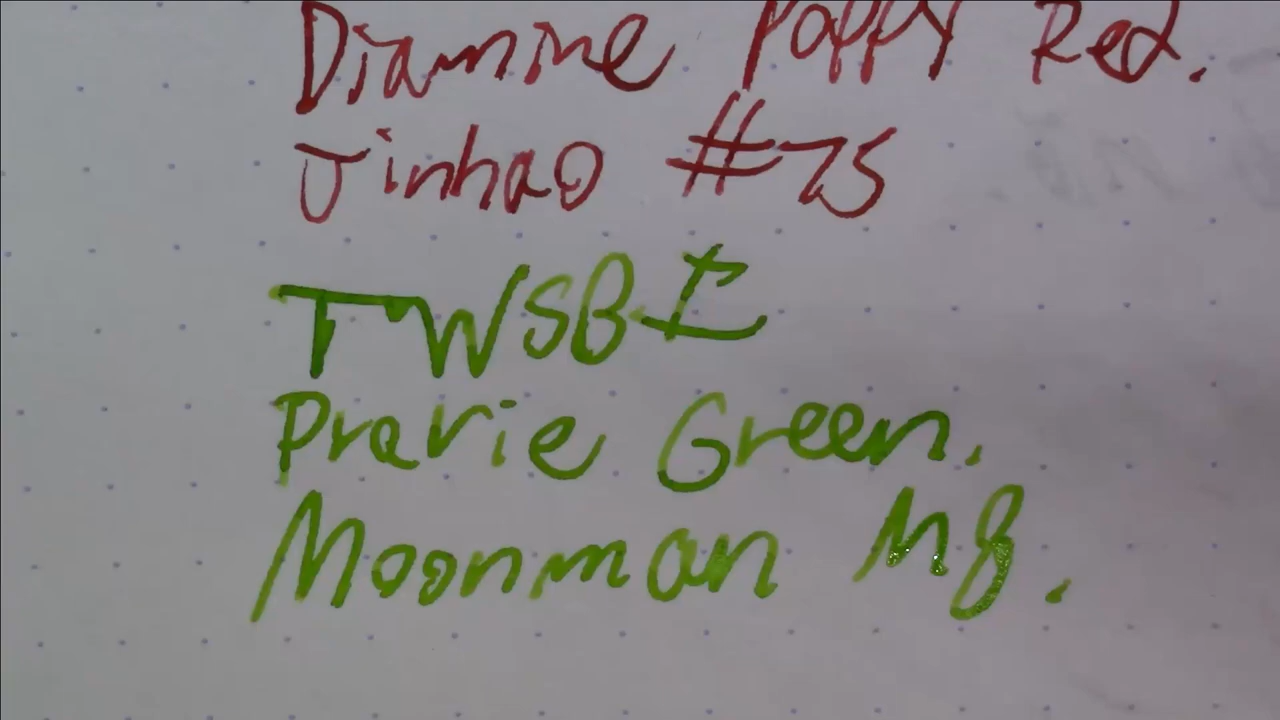 Diamine Poppy Red.
Jinhao #75
TWSBI
Prarie Green.
Moonman M8.